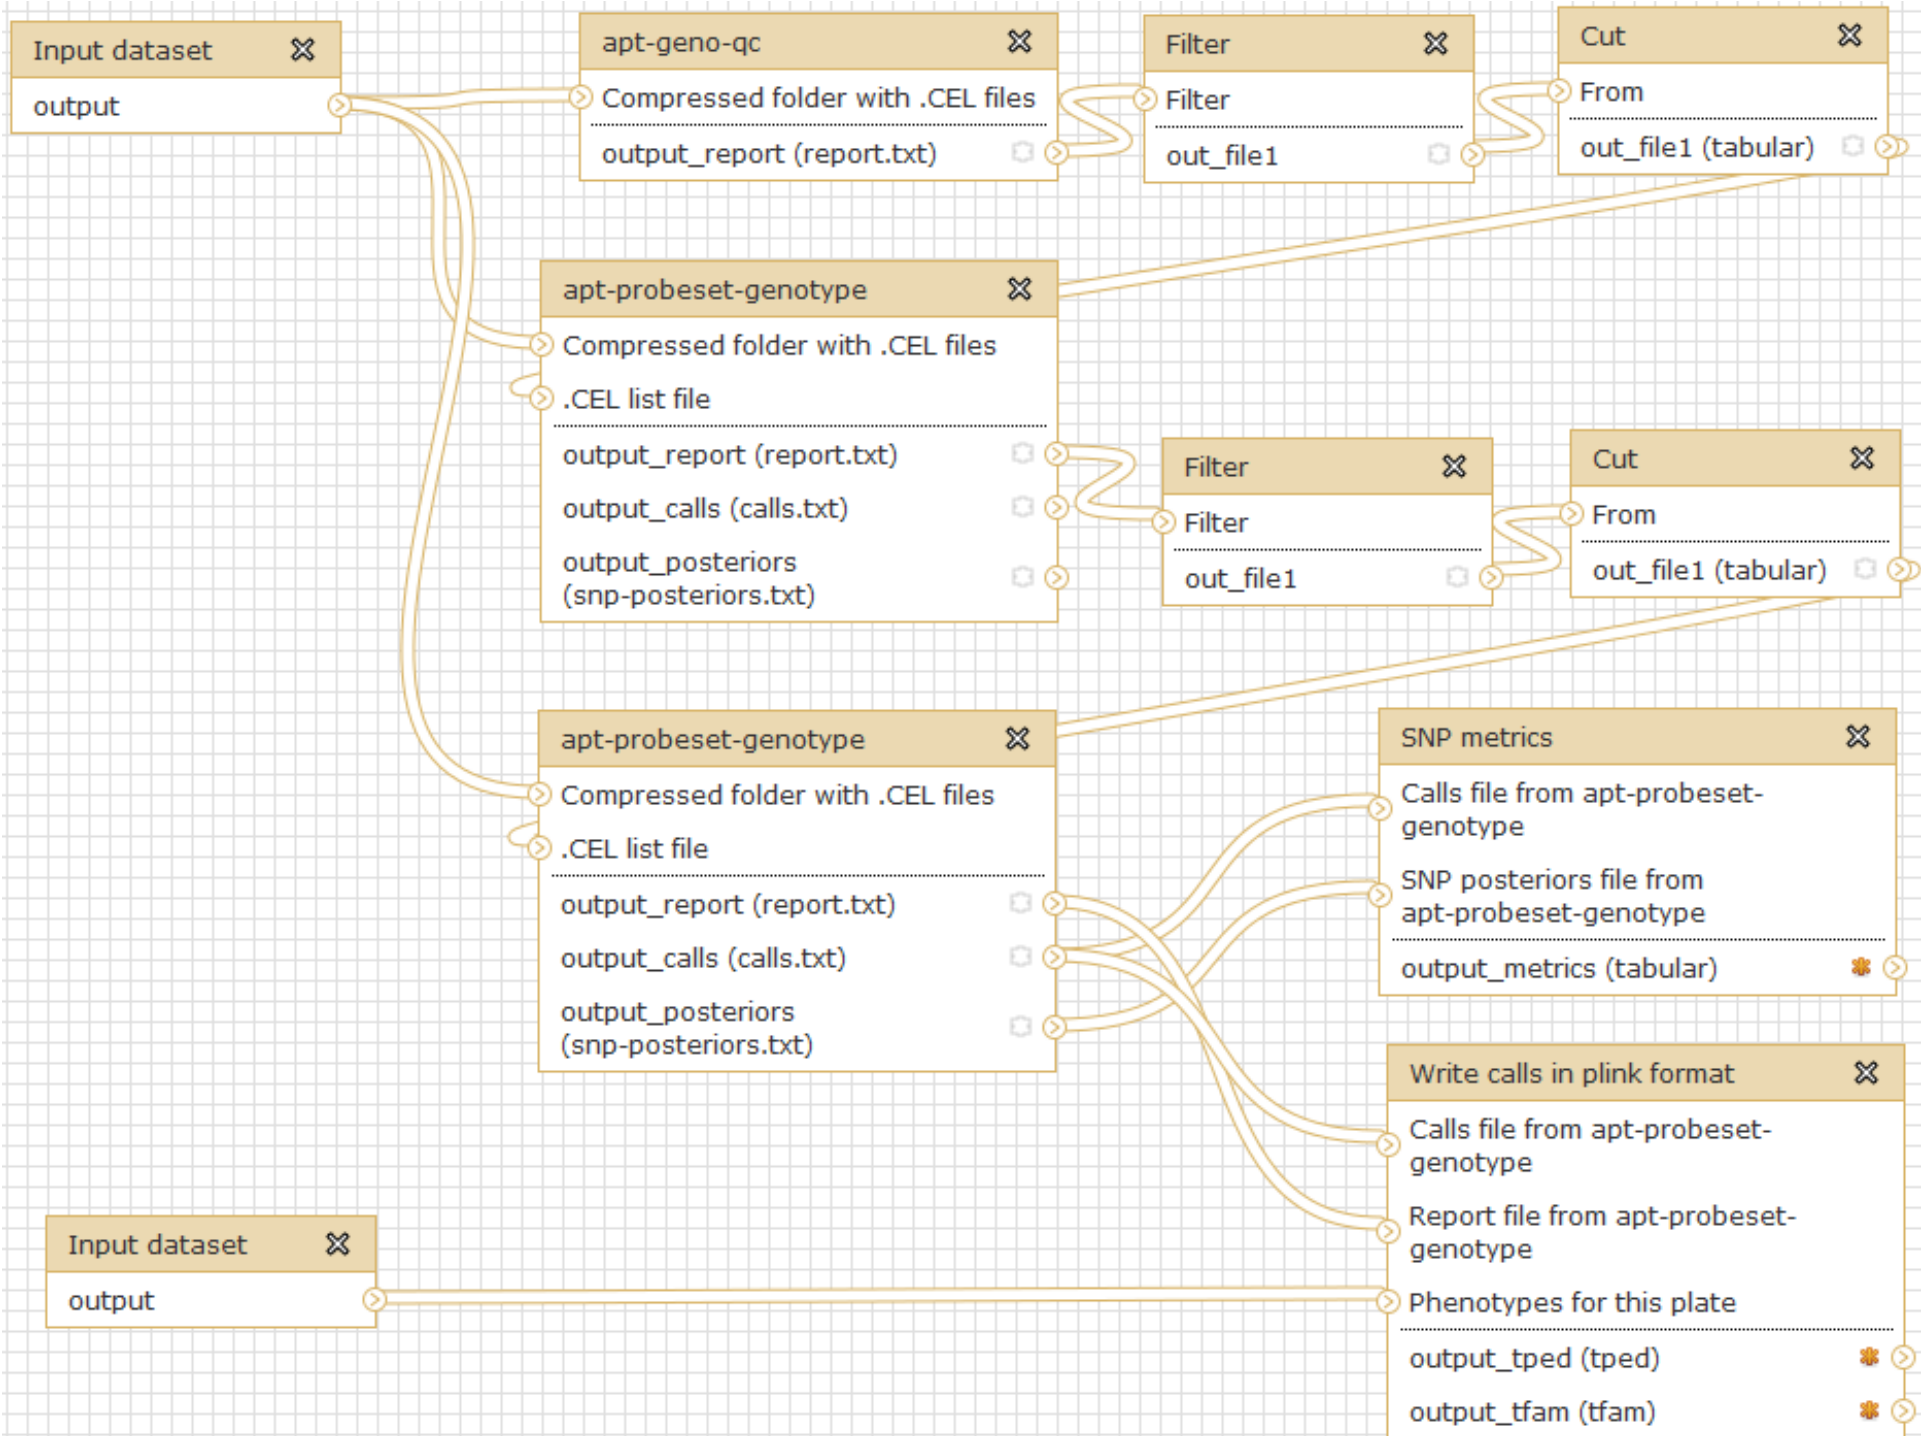 Input dataset
output
apt-geno-qc
Compressed folder with .CEL files
output_report (report.txt)
Filter
Filter
out_file1
Cut
From
out_file1 (tabular)
apt-probeset-genotype
Compressed folder with .CEL files
.CEL list file
output_report (report.txt)
output_calls (calls.txt)
output_posteriors
(snp-posteriors.txt)
Filter
Filter
out_file1
Cut
From
out_file1 (tabular)
apt-probeset-genotype
Compressed folder with .CEL files
.CEL list file
output_report (report.txt)
output_calls (calls.txt)
output_posteriors
(snp-posteriors.txt)
SNP metrics
Calls file from apt-probeset-
genotype
SNP posteriors file from
apt-probeset-genotype
output_metrics (tabular)
Write calls in plink format
Calls file from apt-probeset-
genotype
Report file from apt-probeset-
genotype
Phenotypes for this plate
output_tped (tped)
output_tfam (tfam)
Input dataset
output